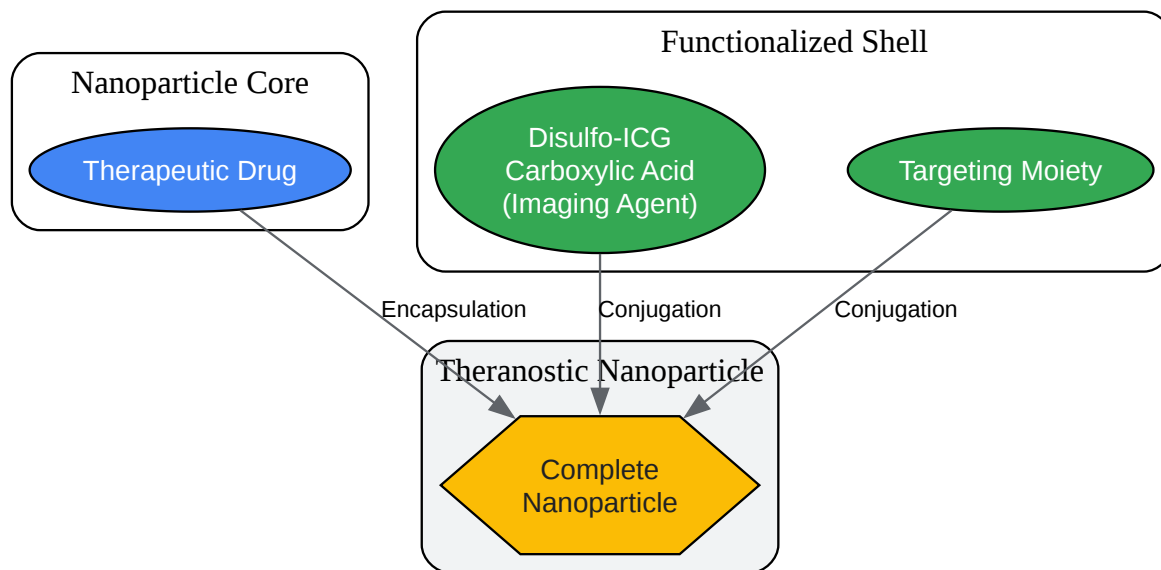 Functionalized Shell
Nanoparticle Core
Therapeutic Drug
Disulfo-ICG
Carboxylic Acid
(Imaging Agent)
Targeting Moiety
Encapsulation
Conjugation
Conjugation
Theranostic Nanoparticle
Complete
Nanoparticle